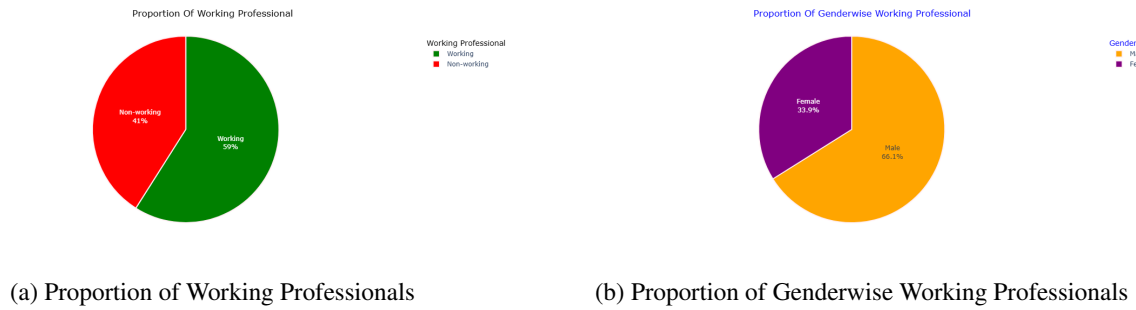 Proportion Of Working Professional
Working Professional
Working
Non-working
Non-working
41%
Working
59%
(a) Proportion of Working Professionals
Proportion Of Genderwise Working Professional
Gender
Female
33.9%
Male
66.1%
(b) Proportion of Genderwise Working Professionals